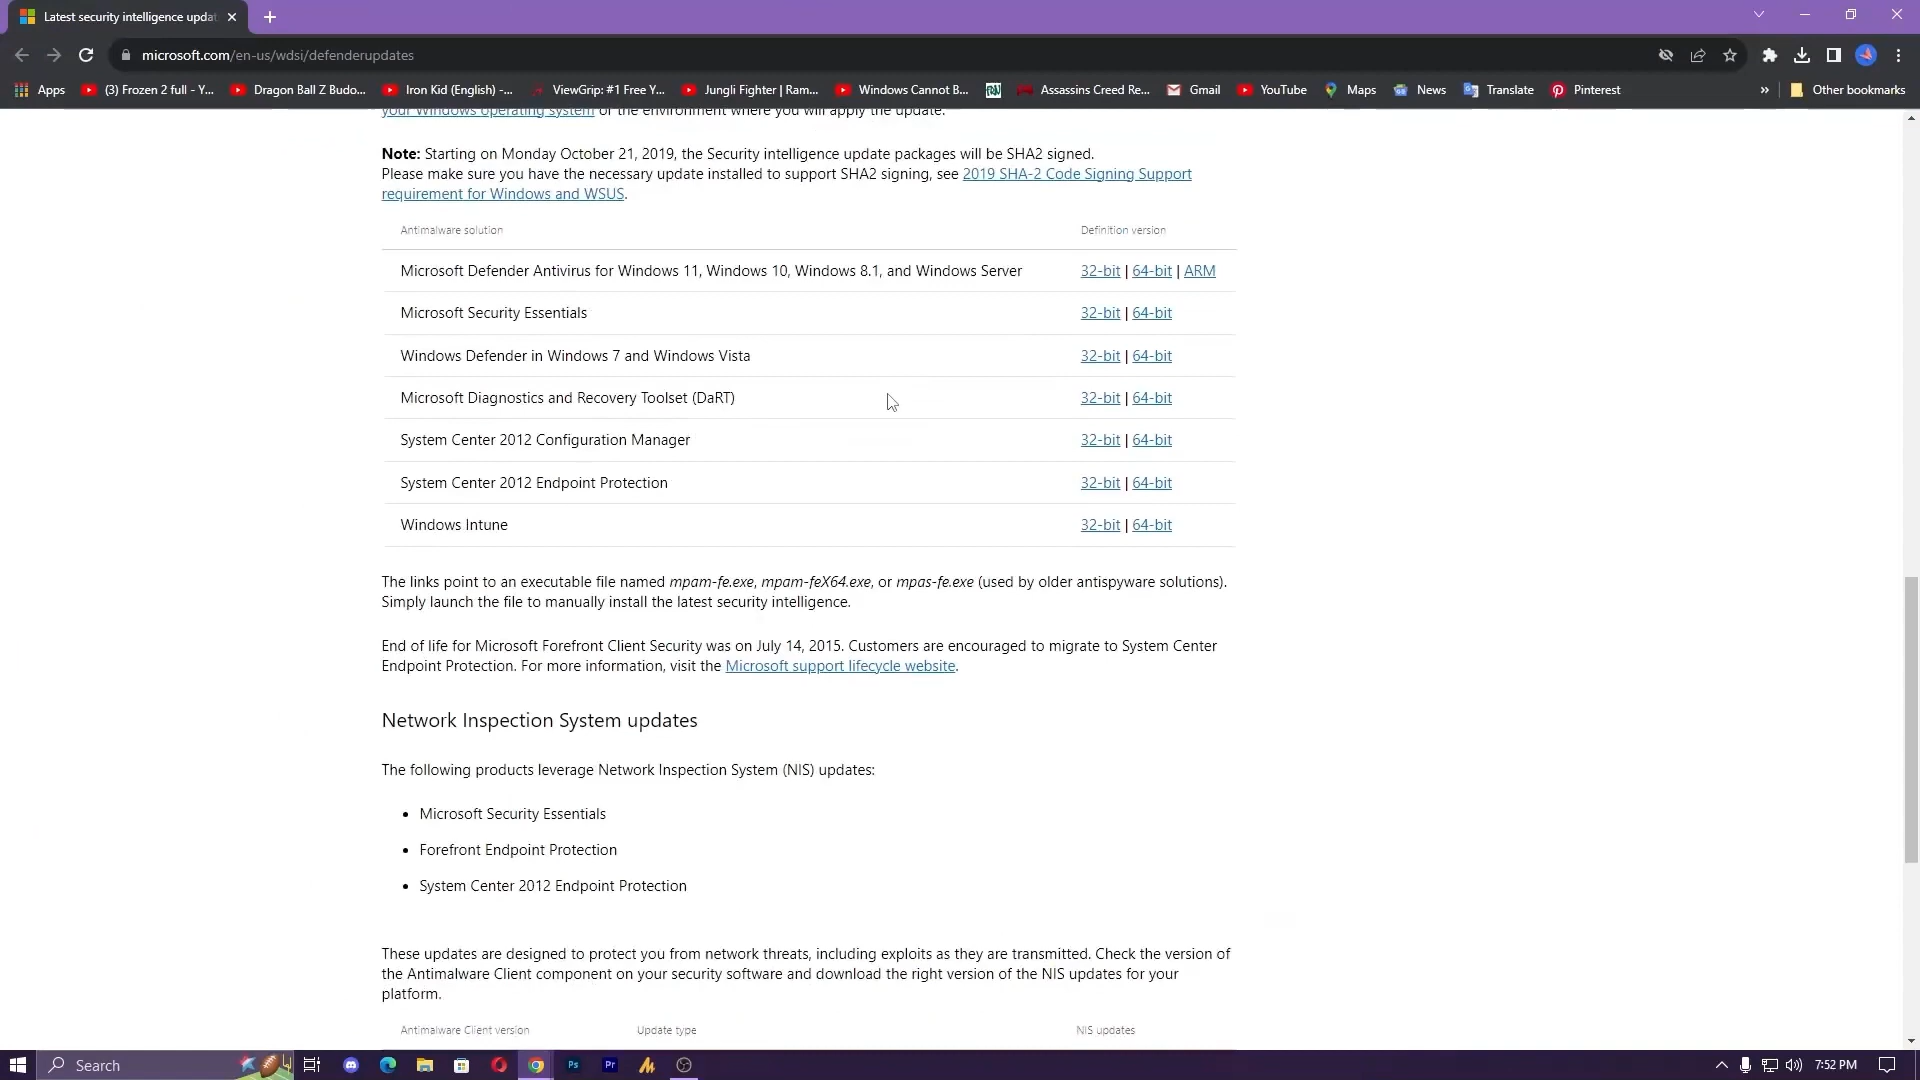 Latest security intelligence updat
microsoft.com/en-us/wdsi/defenderupdates
Apps
(3) Frozen 2 full - Y...
Dragon Ball Z Budo...
Iron Kid (English) -...
ViewGrip: #1 Free Y...
Jungli Fighter | Ram...
Windows Cannot B...
Assassins Creed Re...
Gmail
YouTube
Maps
News
Translate
Pinterest
»
Other bookmarks
your Windows operating system or the environment where you will apply the update.
Note: Starting on Monday October 21, 2019, the Security intelligence update packages will be SHA2 signed.
Please make sure you have the necessary update installed to support SHA2 signing, see 2019 SHA-2 Code Signing Support
requirement for Windows and WSUS.
Antimalware solution Definition version
Microsoft Defender Antivirus for Windows 11, Windows 10, Windows 8.1, and Windows Server 32-bit | 64-bit | ARM
Microsoft Security Essentials 32-bit | 64-bit
Windows Defender in Windows 7 and Windows Vista 32-bit | 64-bit
Microsoft Diagnostics and Recovery Toolset (DaRT) 32-bit | 64-bit
System Center 2012 Configuration Manager 32-bit | 64-bit
System Center 2012 Endpoint Protection 32-bit | 64-bit
Windows Intune 32-bit | 64-bit
The links point to an executable file named mpam-fe.exe, mpam-feX64.exe, or mpas-fe.exe (used by older antispyware solutions).
Simply launch the file to manually install the latest security intelligence.
End of life for Microsoft Forefront Client Security was on July 14, 2015. Customers are encouraged to migrate to System Center
Endpoint Protection. For more information, visit the Microsoft support lifecycle website.
Network Inspection System updates
The following products leverage Network Inspection System (NIS) updates:
• Microsoft Security Essentials
• Forefront Endpoint Protection
• System Center 2012 Endpoint Protection
These updates are designed to protect you from network threats, including exploits as they are transmitted. Check the version of
the Antimalware Client component on your security software and download the right version of the NIS updates for your
platform.
Antimalware Client version Update type NIS updates
Search
Ps
Pr
7:52 PM